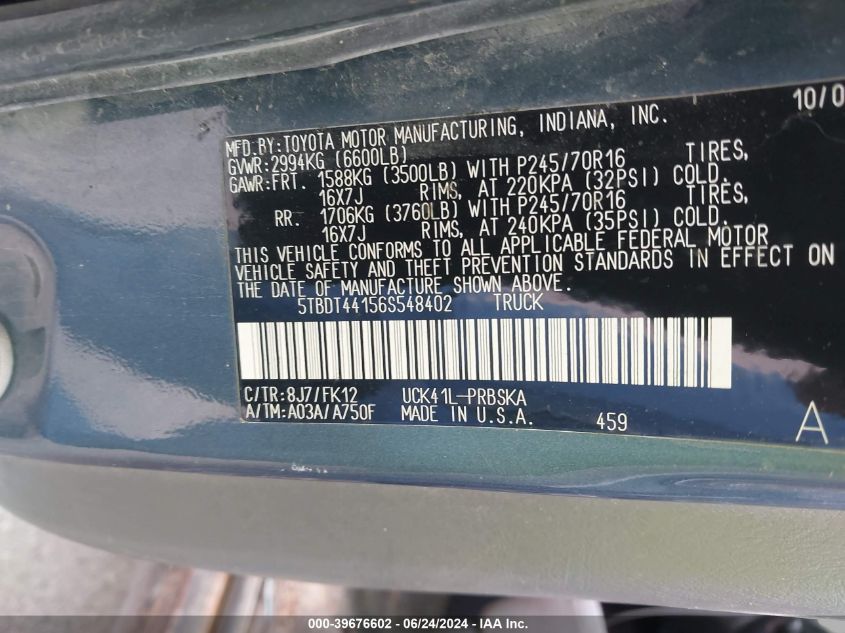 10/0
MFD.BY:TOYOTA MOTOR MANUFACTURING, INDIANA, INC.
GVWR:2994KG (6600LB)
GAWR:FRT. 1588KG (3500LB) WITH P245/70R16 TIRES,
16X7J RIMS, AT 220KPA (32PSI) COLD.
RR. 1706KG (3760LB) WITH P245/70R16 TIRES,
16X7J RIMS, AT 240KPA (35PSI) COLD.
THIS VEHICLE CONFORMS TO ALL APPLICABLE FEDERAL MOTOR
VEHICLE SAFETY AND THEFT PREVENTION STANDARDS IN EFFECT ON
THE DATE OF MANUFACTURE SHOWN ABOVE.
5TBDT44156S548402 TRUCK
C/TR:8J7/FK12 UCK41L-PRBSKA
A/TM:A03A/A750F MADE IN U.S.A. 459 A
000-39676602 - 06/24/2024 - IAA Inc.